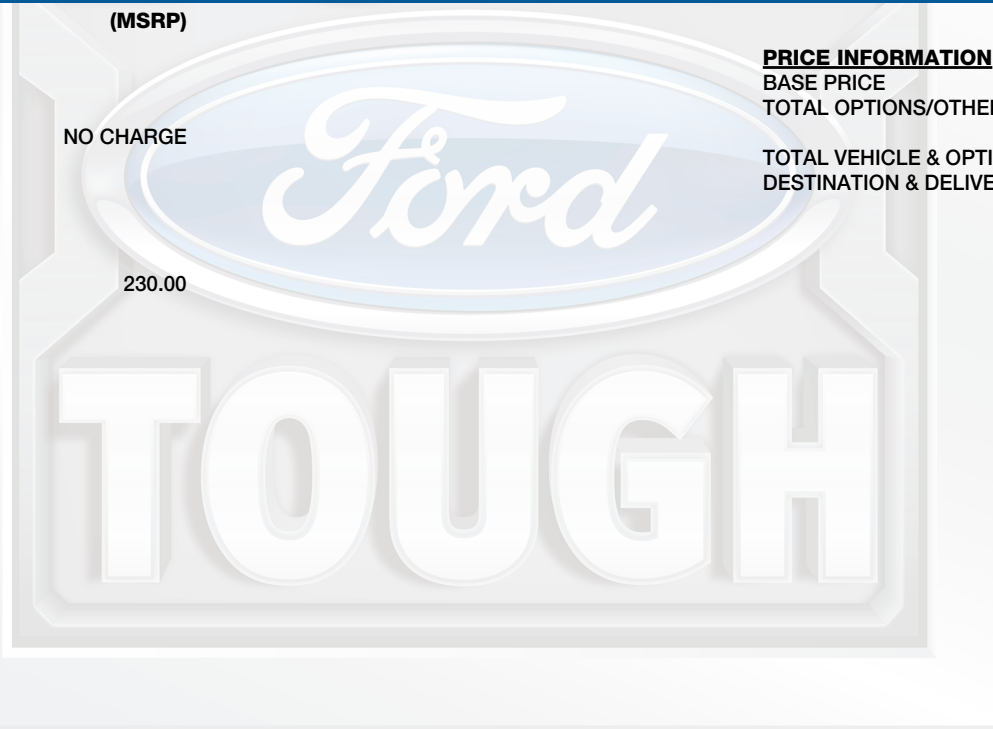 (MSRP)
PRICE INFORMATION
BASE PRICE
TOTAL OPTIONS/OTHER
NO CHARGE
TOTAL VEHICLE & OPTI
DESTINATION & DELIVE
230.00
Ford
TOUGH